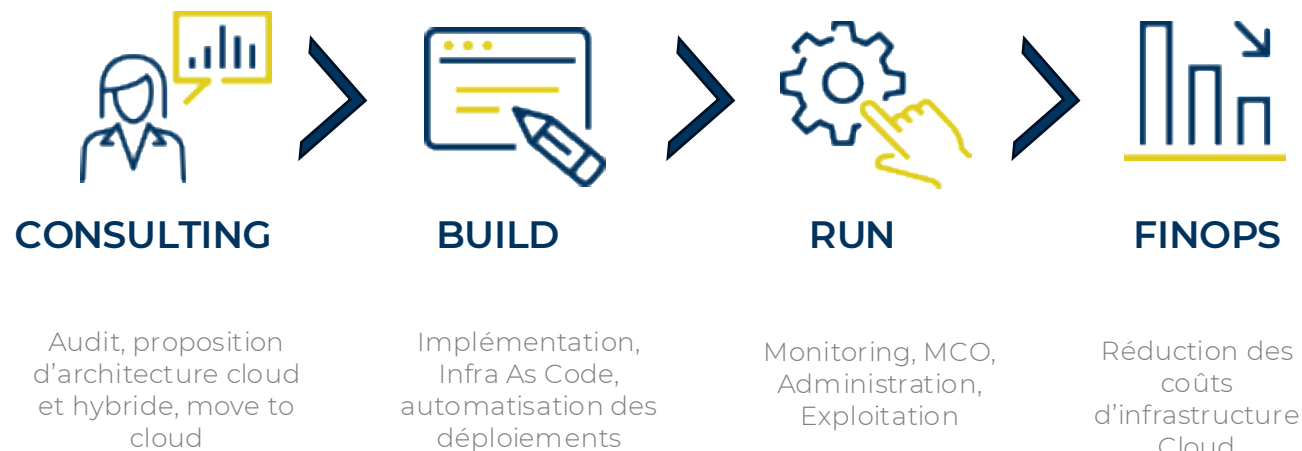 CONSULTING
BUILD
RUN
FINOPS
Audit, proposition
d’architecture cloud
et hybride, move to
cloud
Implémentation,
Infra As Code,
automatisation des
déploiements
Monitoring, MCO,
Administration,
Exploitation
Réduction des
coûts
d’infrastructure
Cloud